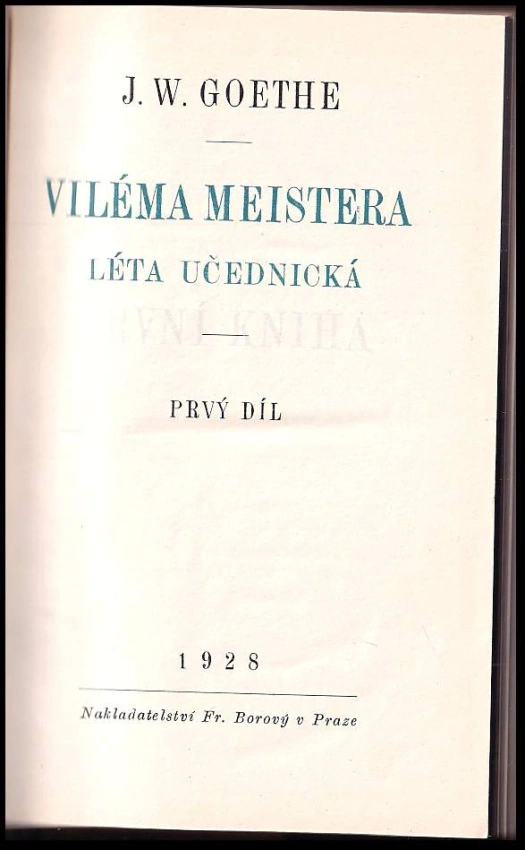 J. W. GOETHE
VILÉMA MEISTERA
LÉTA UČEDNICKÁ
PRVÝ DÍL
1928
Nakladatelství Fr. Borový v Praze